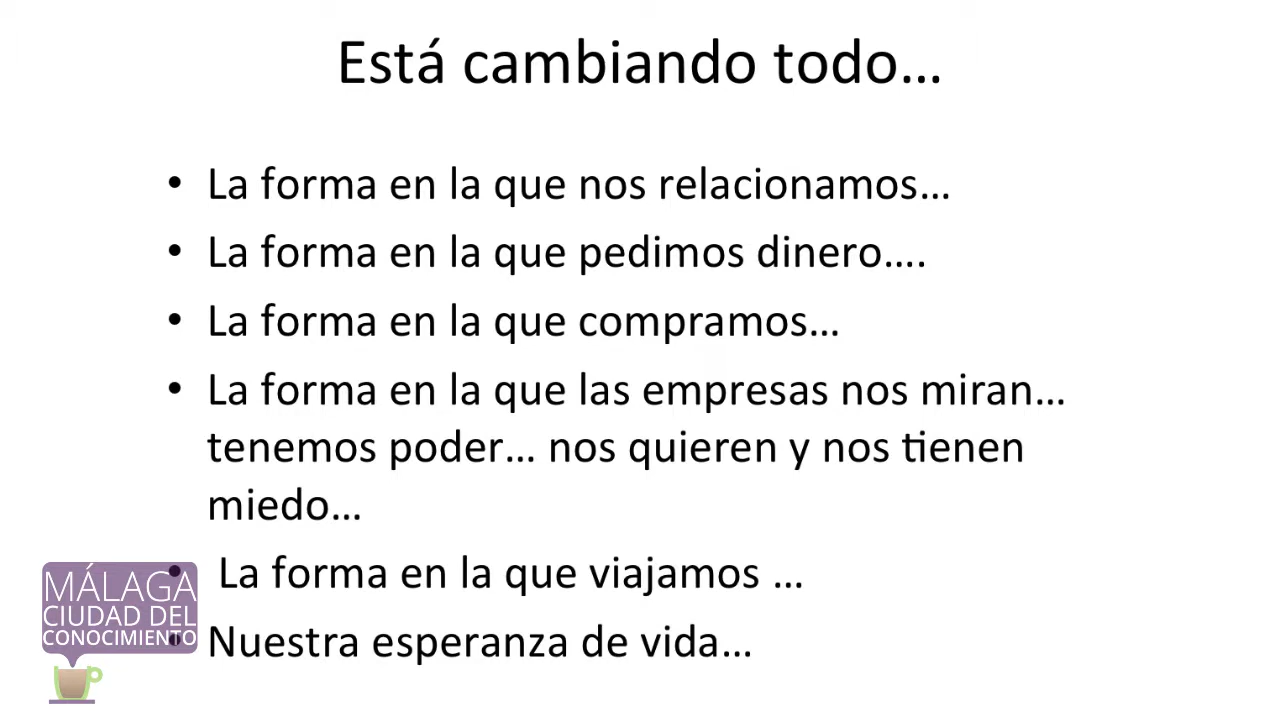 Está cambiando todo…
• La forma en la que nos relacionamos…
• La forma en la que pedimos dinero….
• La forma en la que compramos…
• La forma en la que las empresas nos miran…
tenemos poder… nos quieren y nos tienen
miedo…
• La forma en la que viajamos …
• Nuestra esperanza de vida…
MÁLAGA
CIUDAD DEL
CONOCIMIENTO